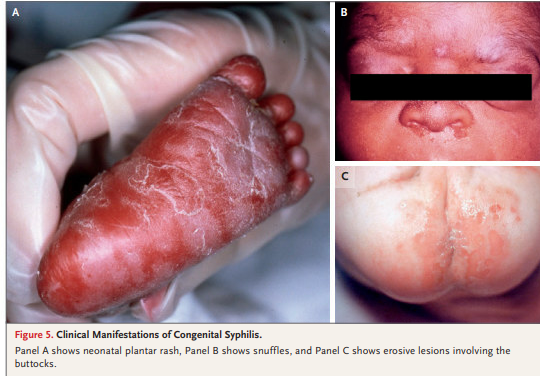 A
B
C
Figure 5. Clinical Manifestations of Congenital Syphilis.
Panel A shows neonatal plantar rash, Panel B shows snuffles, and Panel C shows erosive lesions involving the
buttocks.